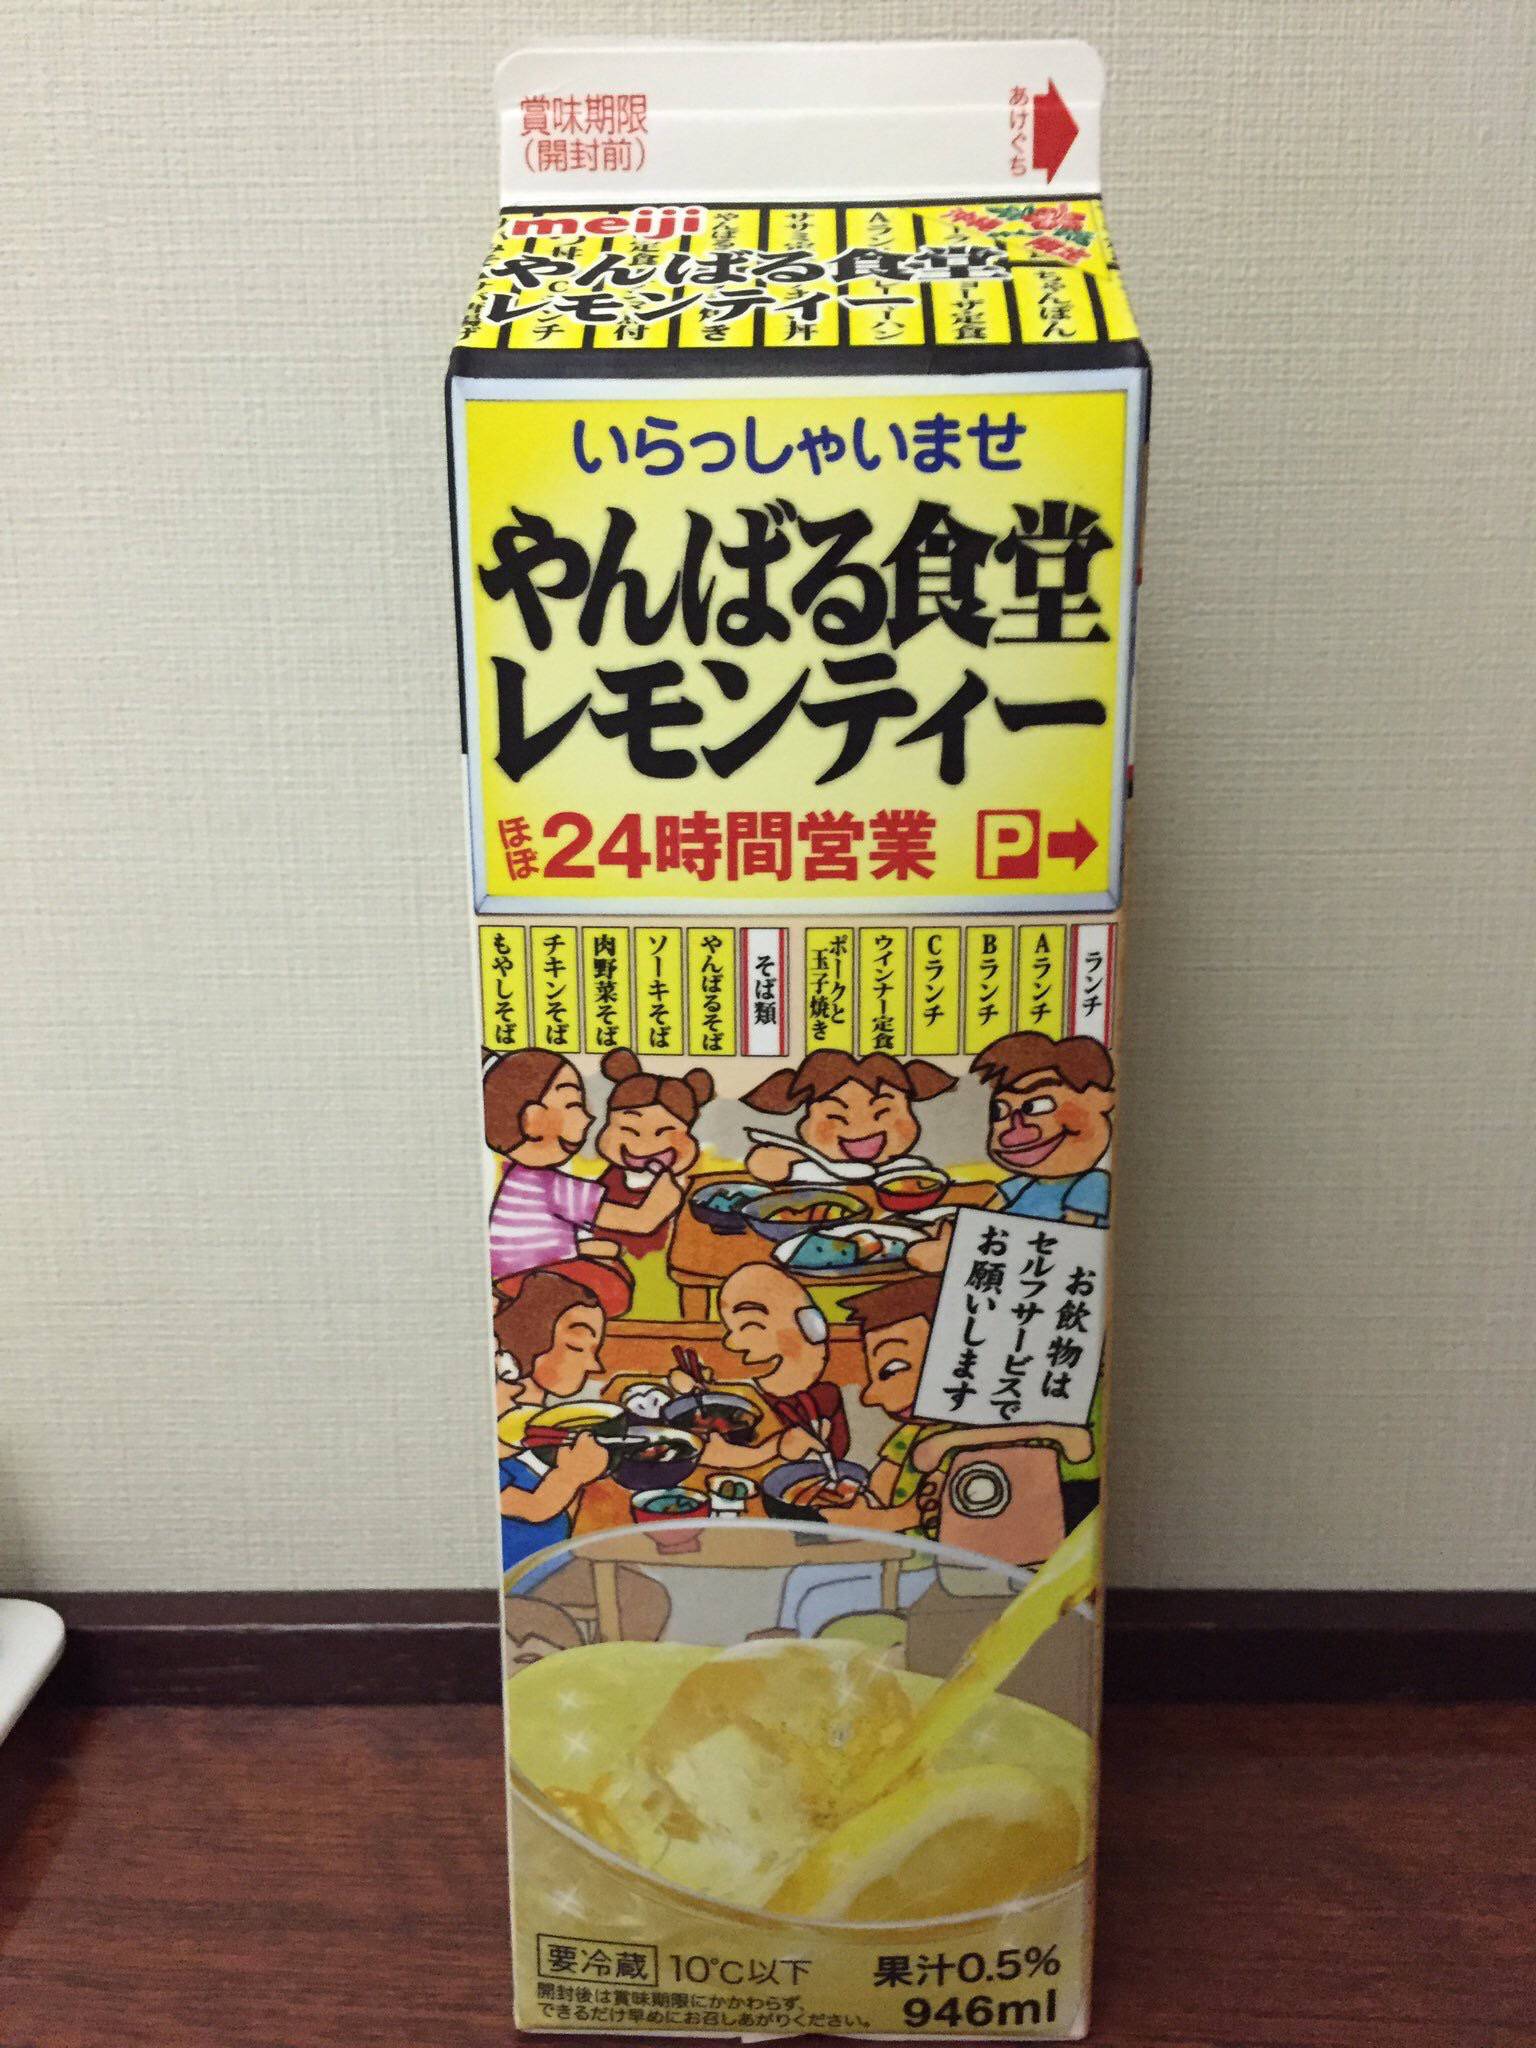 賞味期限
(開封前)
あけぐち
meiji
やんばる食堂
レモンティー
ちゃんぽん
いらっしゃいませ
やんばる食堂
レモンティー
ほぼ24時間営業 P
ランチ
Aランチ
Bランチ
Cランチ
ウインナー定食
ポークと
玉子焼き
そば類
やんばるそば
ソーキそば
肉野菜そば
チキンそば
もやしそば
お飲物は
セルフサービスで
お願いします
要冷蔵 10℃以下
開封後は賞味期限にかかわらず、
できるだけ早めにお召しあがりください。
果汁0.5%
946ml